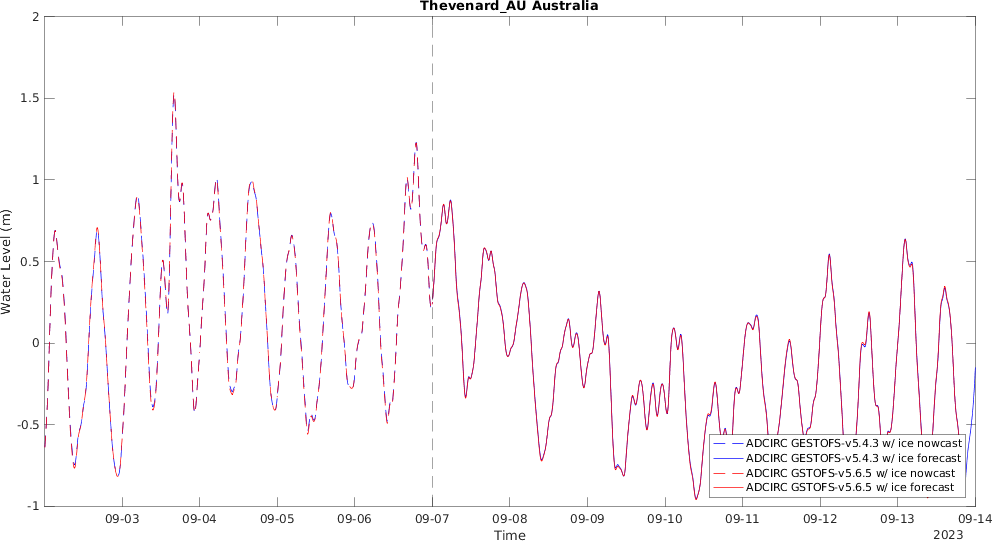 Thevenard_AU Australia
2
1.5
1
0.5
0
-0.5
-1
Water Level (m)
ADCIRC GESTOFS-v5.4.3 w/ ice nowcast
ADCIRC GESTOFS-v5.4.3 w/ ice forecast
ADCIRC GSTOFS-v5.6.5 w/ ice nowcast
ADCIRC GSTOFS-v5.6.5 w/ ice forecast
09-03 09-04 09-05 09-06 09-07 09-08 09-09 09-10 09-11 09-12 09-13 09-14
Time
2023